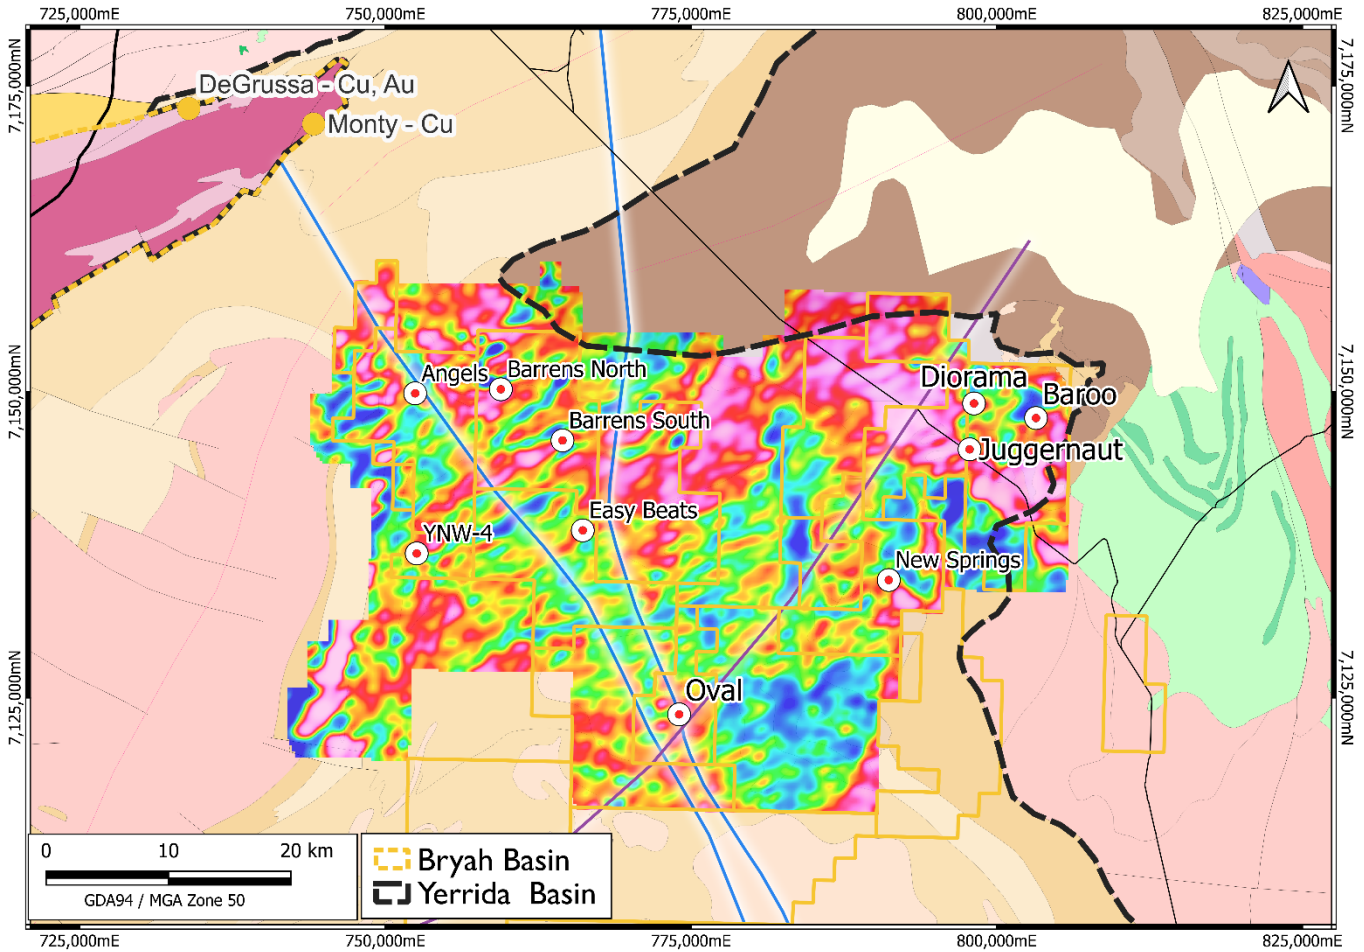 725,000mE 750,000mE 775,000mE 800,000mE 825,000mE
7,175,000mN 7,175,000mN
DeGrussa - Cu, Au
Monty - Cu
7,150,000mN 7,150,000mN
Angels
Barrens North
Diorama
Baroo
Barrens South
Juggernaut
Easy Beats
YNW-4
New Springs
7,125,000mN 7,125,000mN
Oval
0 10 20 km
GDA94 / MGA Zone 50
Bryah Basin
Yerrida Basin
725,000mE 750,000mE 775,000mE 800,000mE 825,000mE